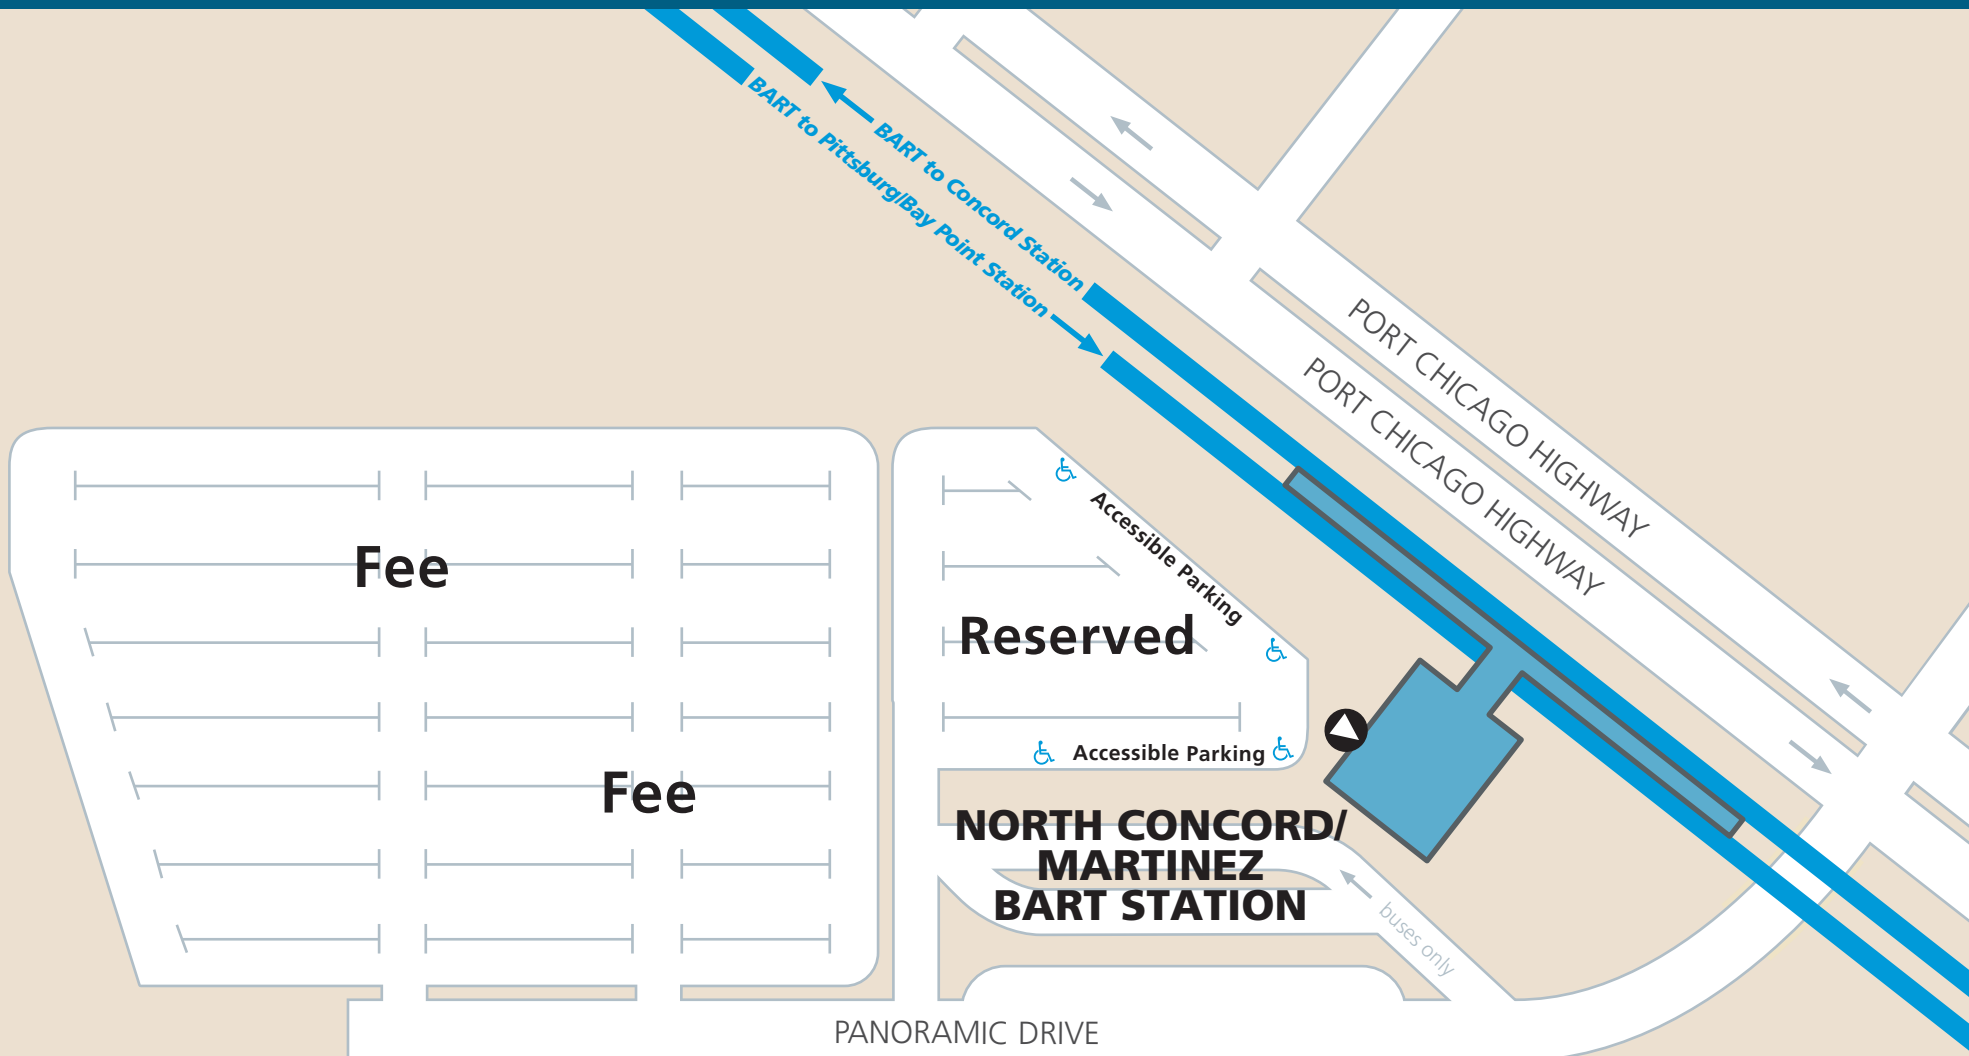 BART to Concord Station
BART to Pittsburg/Bay Point Station
PORT CHICAGO HIGHWAY
PORT CHICAGO HIGHWAY
Accessible Parking
Fee
Reserved
Accessible Parking
Fee
NORTH CONCORD/
MARTINEZ
BART STATION
buses only
PANORAMIC DRIVE